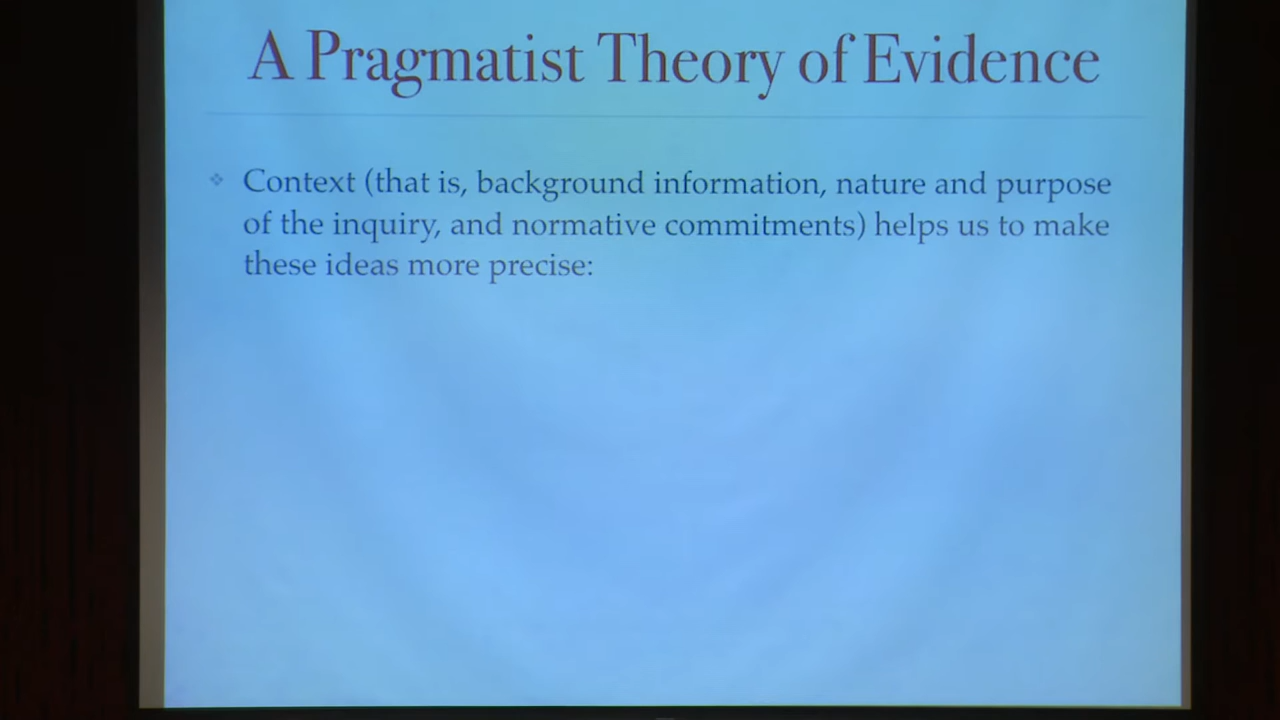 A Pragmatist Theory of Evidence
Context (that is, background information, nature and purpose
of the inquiry, and normative commitments) helps us to make
these ideas more precise: